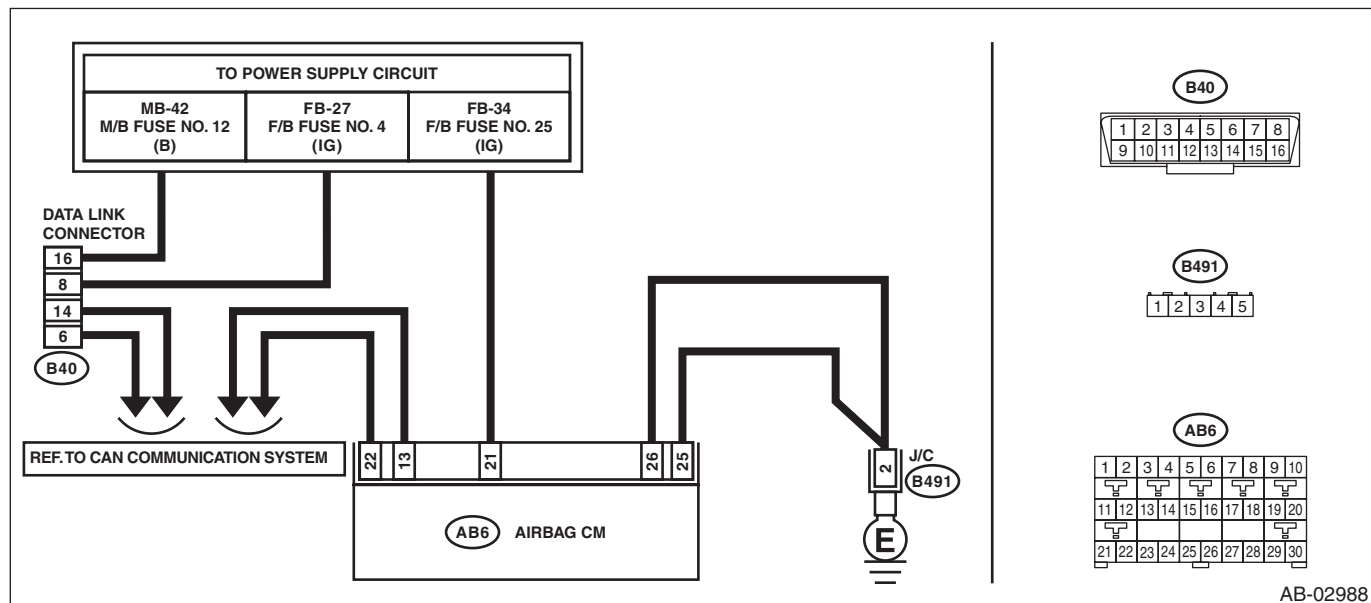 TO POWER SUPPLY CIRCUIT
MB-42
M/B FUSE NO. 12
(B)
FB-27
F/B FUSE NO. 4
(IG)
FB-34
F/B FUSE NO. 25
(IG)
DATA LINK
CONNECTOR
16
8
14
6
B40
REF. TO CAN COMMUNICATION SYSTEM
22
13
21
26
25
AB6
AIRBAG CM
2
J/C
B491
E
B40
1 2 3 4 5 6 7 8
9 10 11 12 13 14 15 16
B491
1 2 3 4 5
AB6
1 2 3 4 5 6 7 8 9 10
11 12 13 14 15 16 17 18 19 20
21 22 23 24 25 26 27 28 29 30
AB-02988